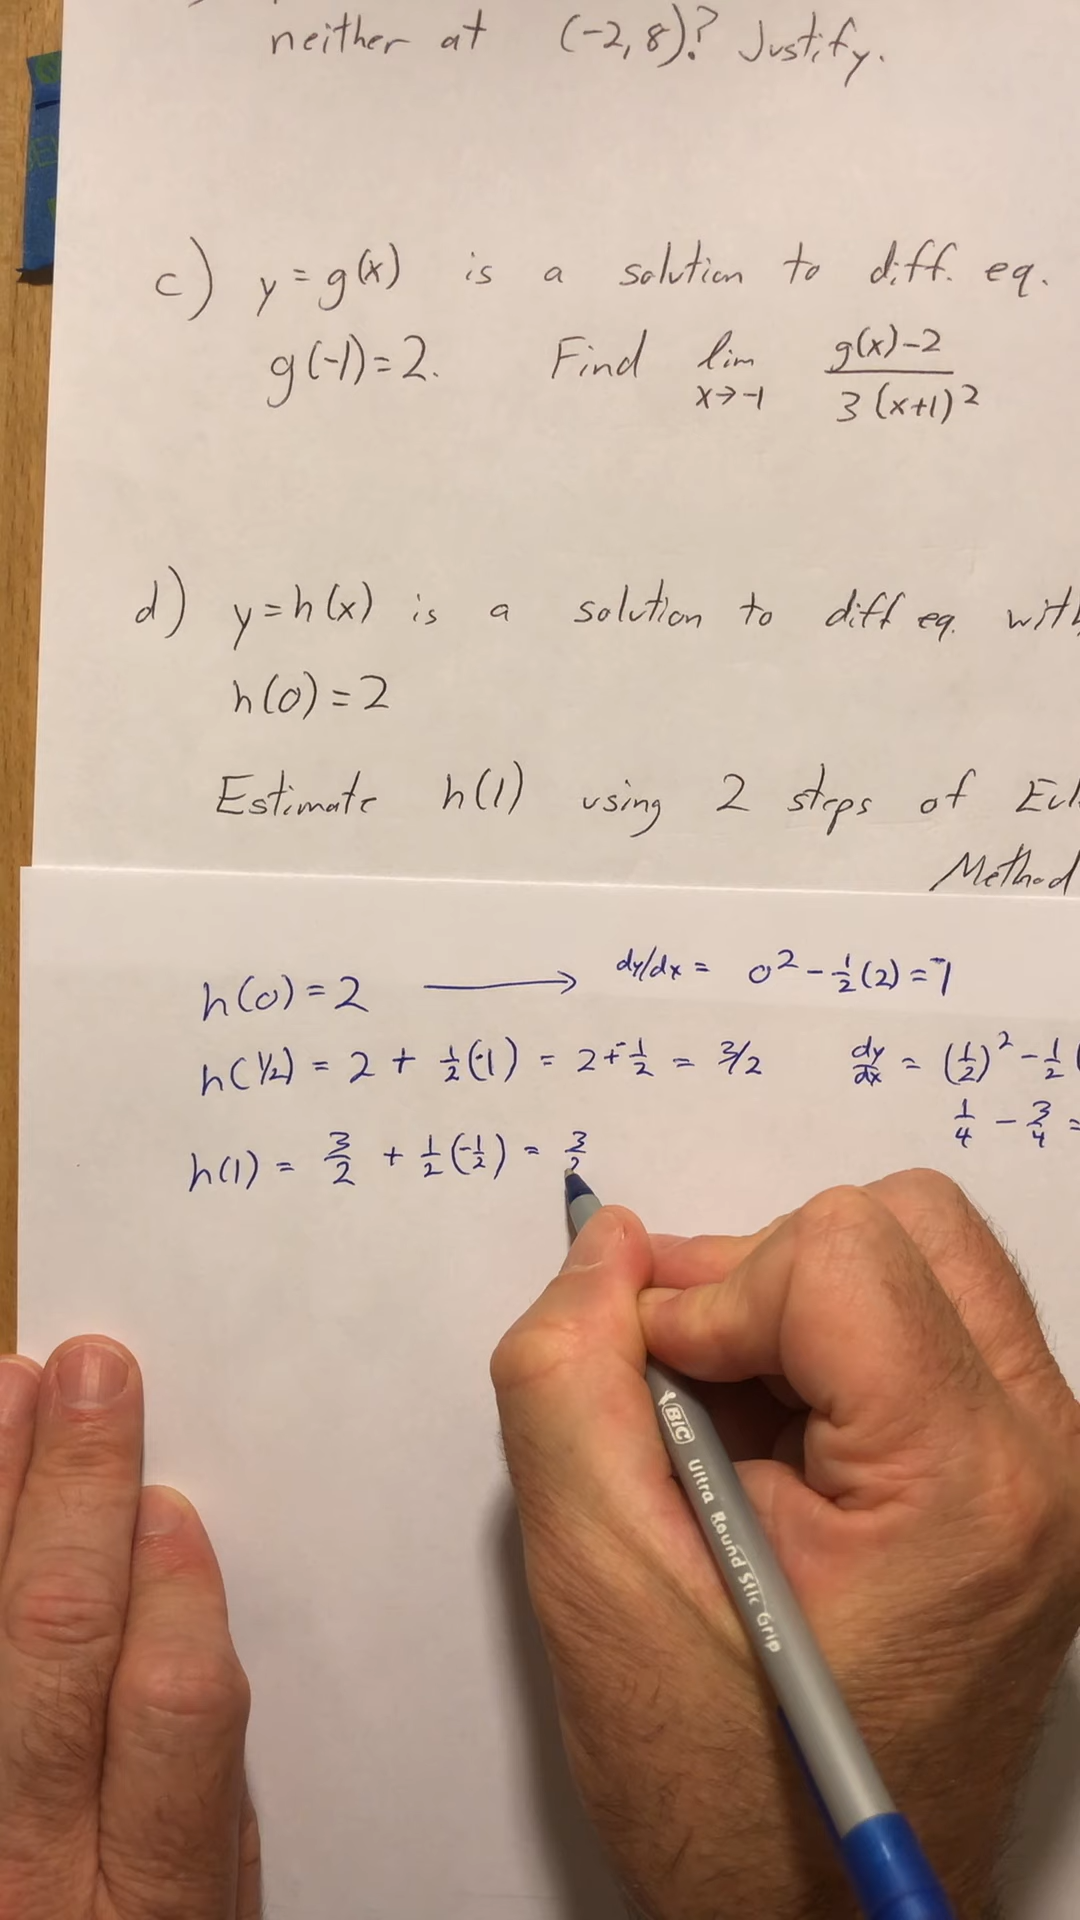 neither at (-2,8)? Justify.
c) y=g(x) is a solution to diff. eq.
g(-1)=2. Find lim x→-1 g(x)-2 / 3(x+1)²
d) y=h(x) is a solution to diff eq. with
h(0)=2
Estimate h(1) using 2 steps of Eul
Method
h(0)=2 → dy/dx = 0² - 1/2(2) = -1
h(1/2) = 2 + 1/2(-1) = 2+-1/2 = 3/2 dy/dx = (1/2)² - 1/2(
1/4 - 3/4 =
h(1) = 3/2 + 1/2(-1/2) = 3/2
BIC Ultra Round Stic Grip